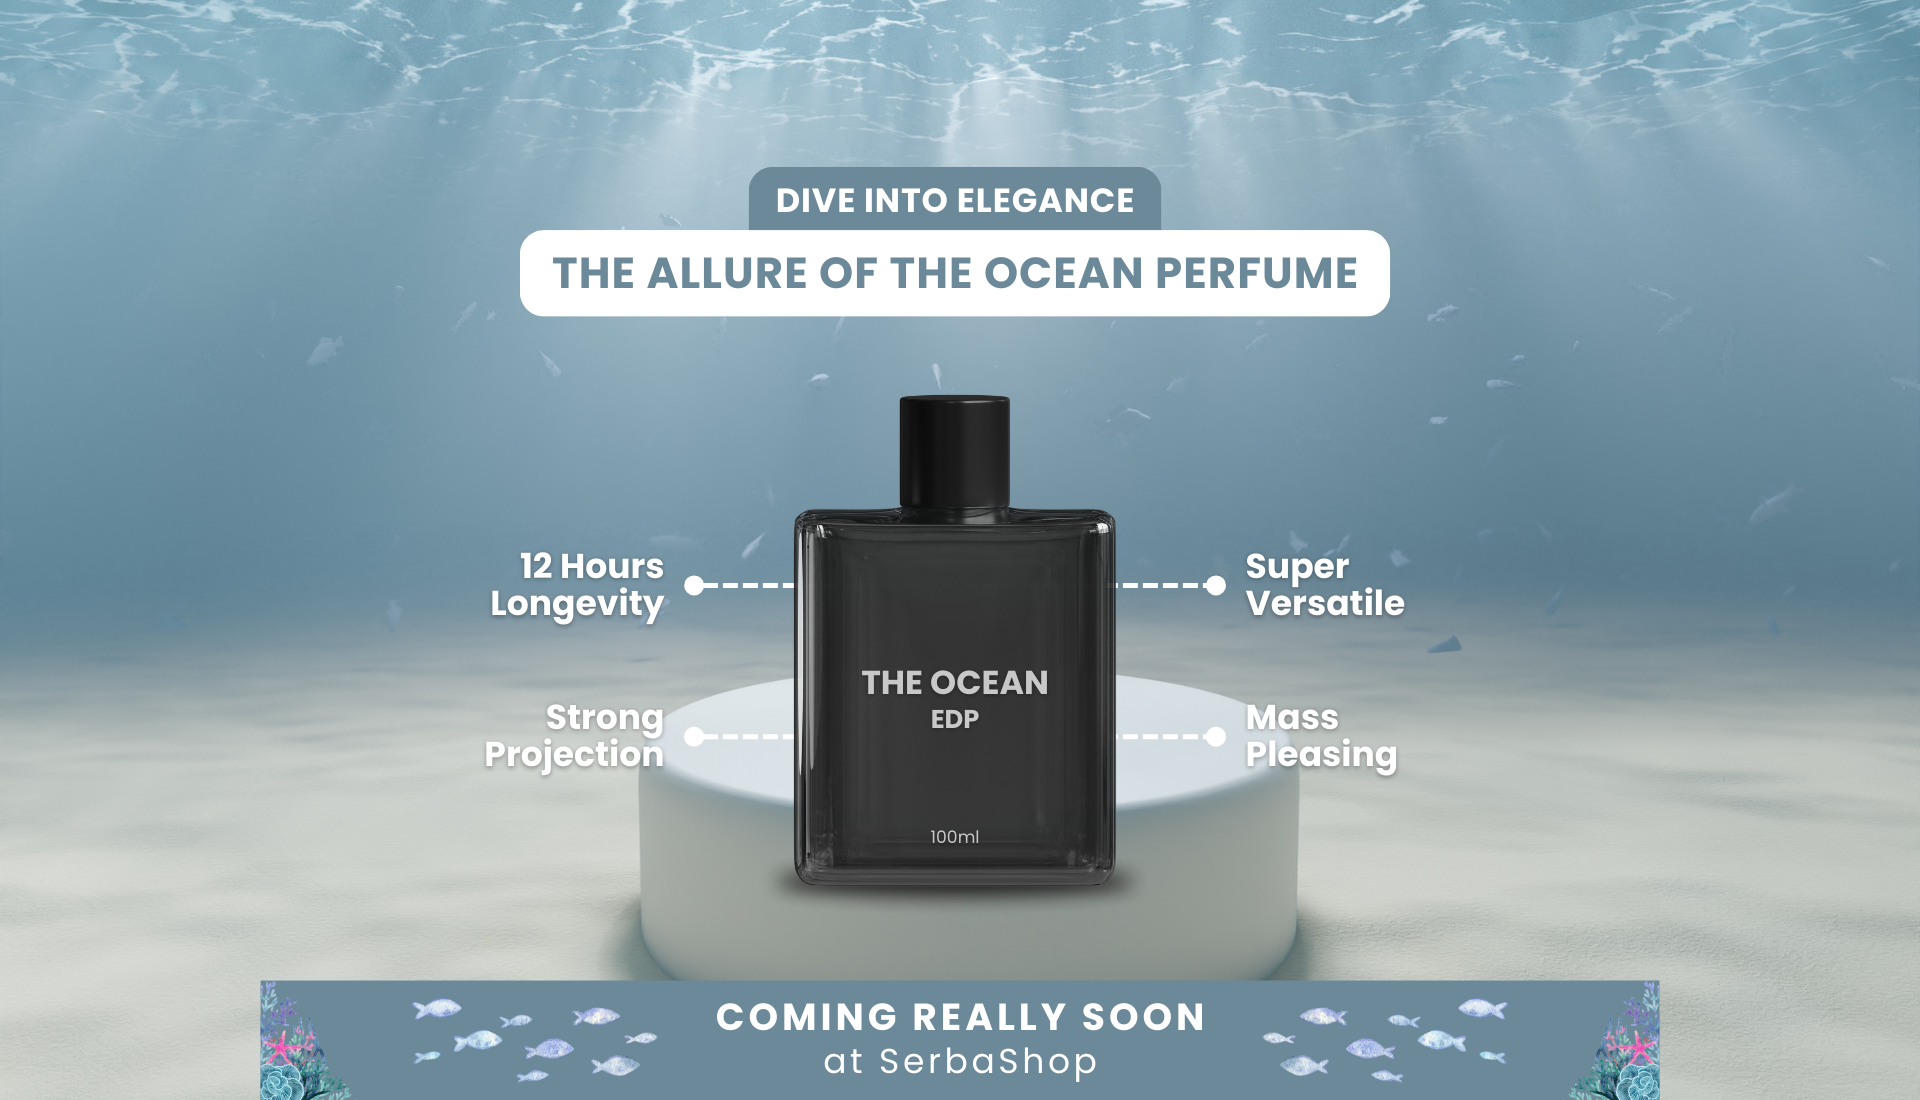 DIVE INTO ELEGANCE
THE ALLURE OF THE OCEAN PERFUME
12 Hours
Longevity
Super
Versatile
Strong
Projection
Mass
Pleasing
THE OCEAN
EDP
100ml
COMING REALLY SOON
at SerbaShop